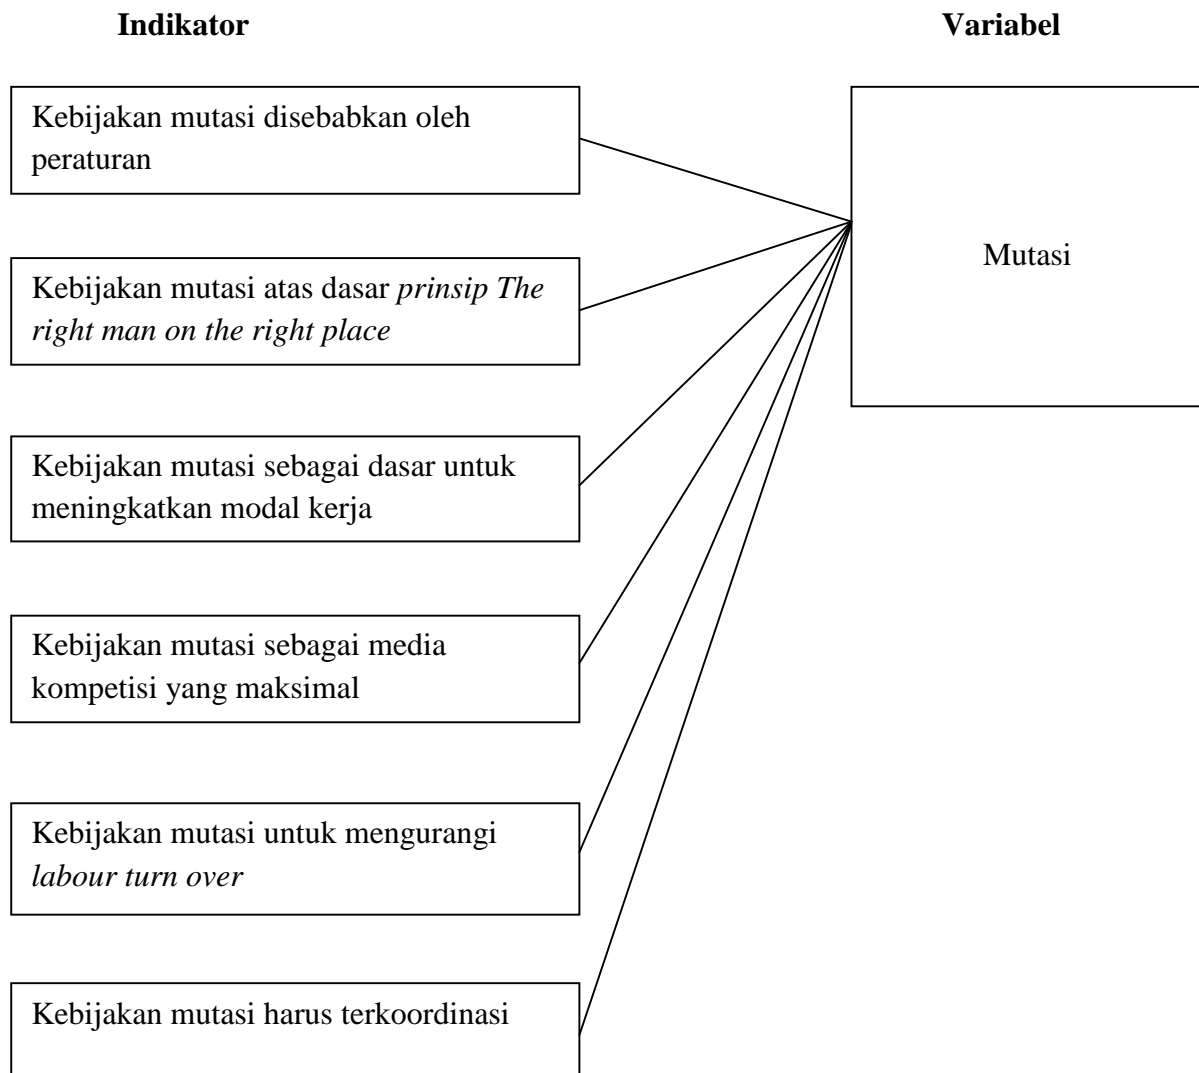 Indikator
Variabel
Kebijakan mutasi disebabkan oleh
peraturan
Mutasi
Kebijakan mutasi atas dasar prinsip The
right man on the right place
Kebijakan mutasi sebagai dasar untuk
meningkatkan modal kerja
Kebijakan mutasi sebagai media
kompetisi yang maksimal
Kebijakan mutasi untuk mengurangi
labour turn over
Kebijakan mutasi harus terkoordinasi